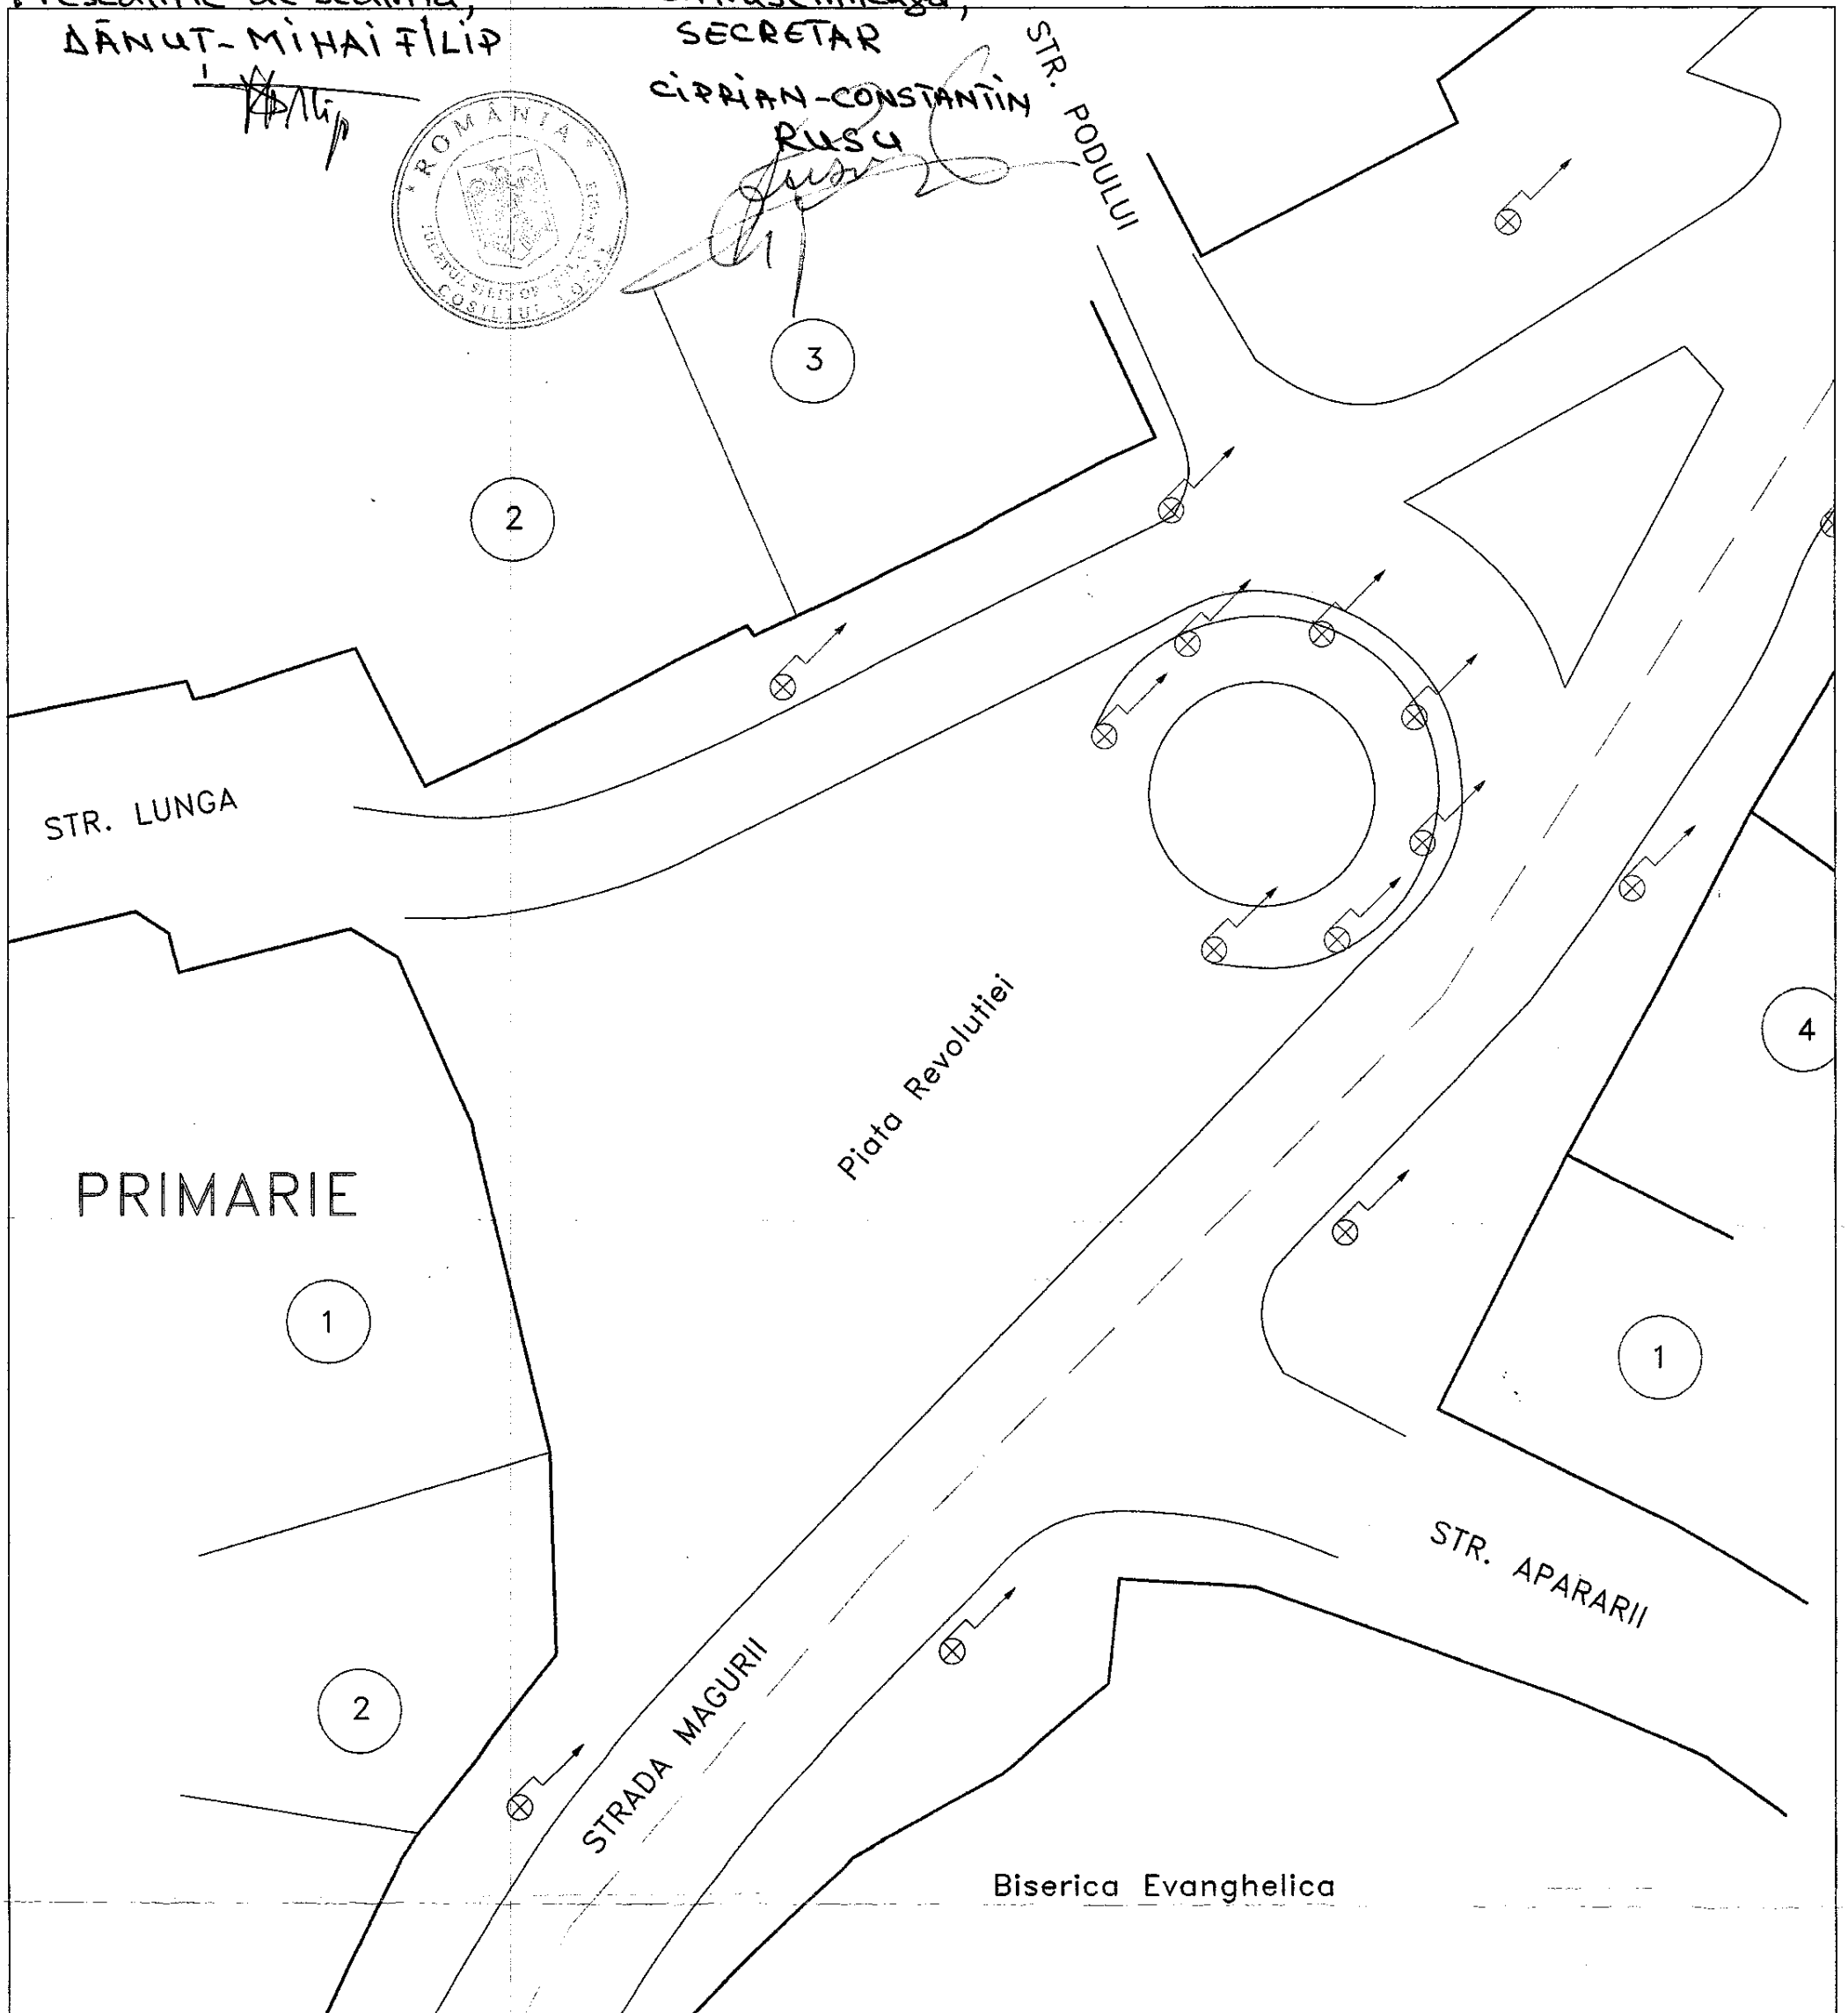 DĂNUȚ-MIHAI FILIP
SECRETAR
CIPRIAN-CONSTANTIN
RUSU
ROMÂNIA
STR. PODULUI
3
2
STR. LUNGA
Piata Revolutiei
4
PRIMARIE
1
1
STR. APARARII
STRADA MAGURII
2
Biserica Evanghelica